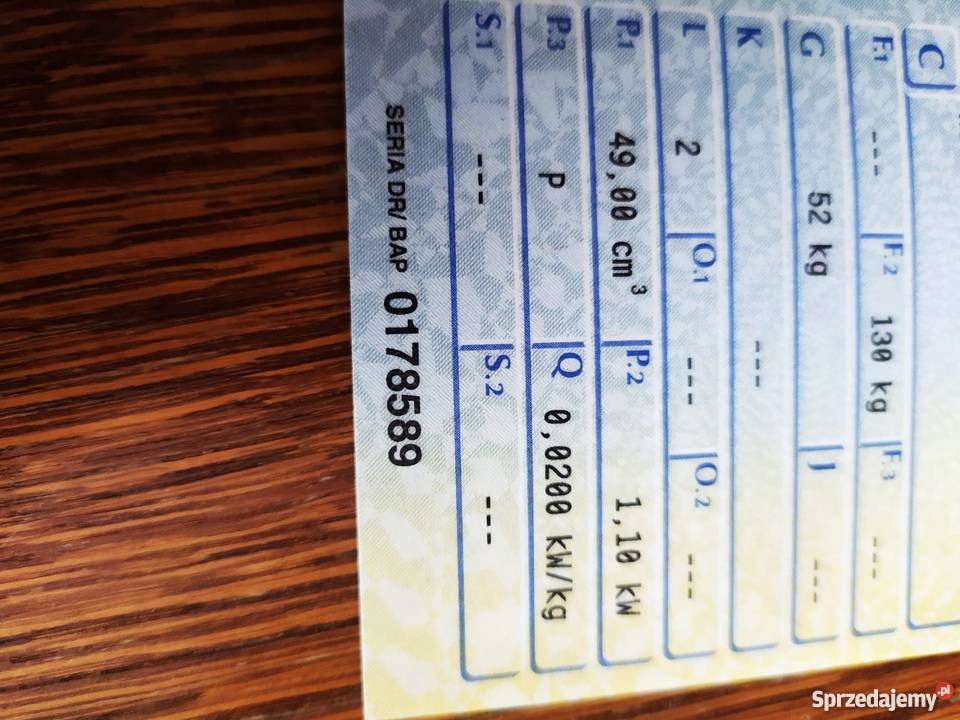 C
F.1 --- F.2 130 kg F.3 ---
G 52 kg J ---
K ---
L 2 O.1 --- O.2 ---
P.1 49,00 cm³ P.2 1,10 kW
P.3 P Q 0,0200 kW/kg
S.1 --- S.2 ---
SERIA DR/BAP 0178589
Sprzedajemy.pl